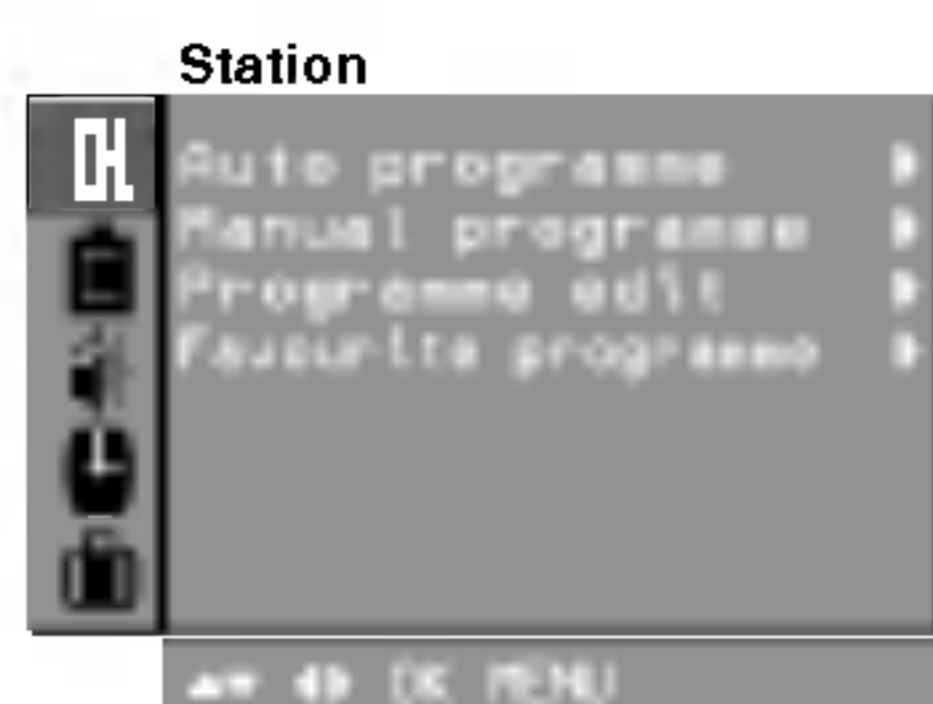 Station
CH
Auto programme
Manual programme
Programme edit
Favourite programme
OK MENU